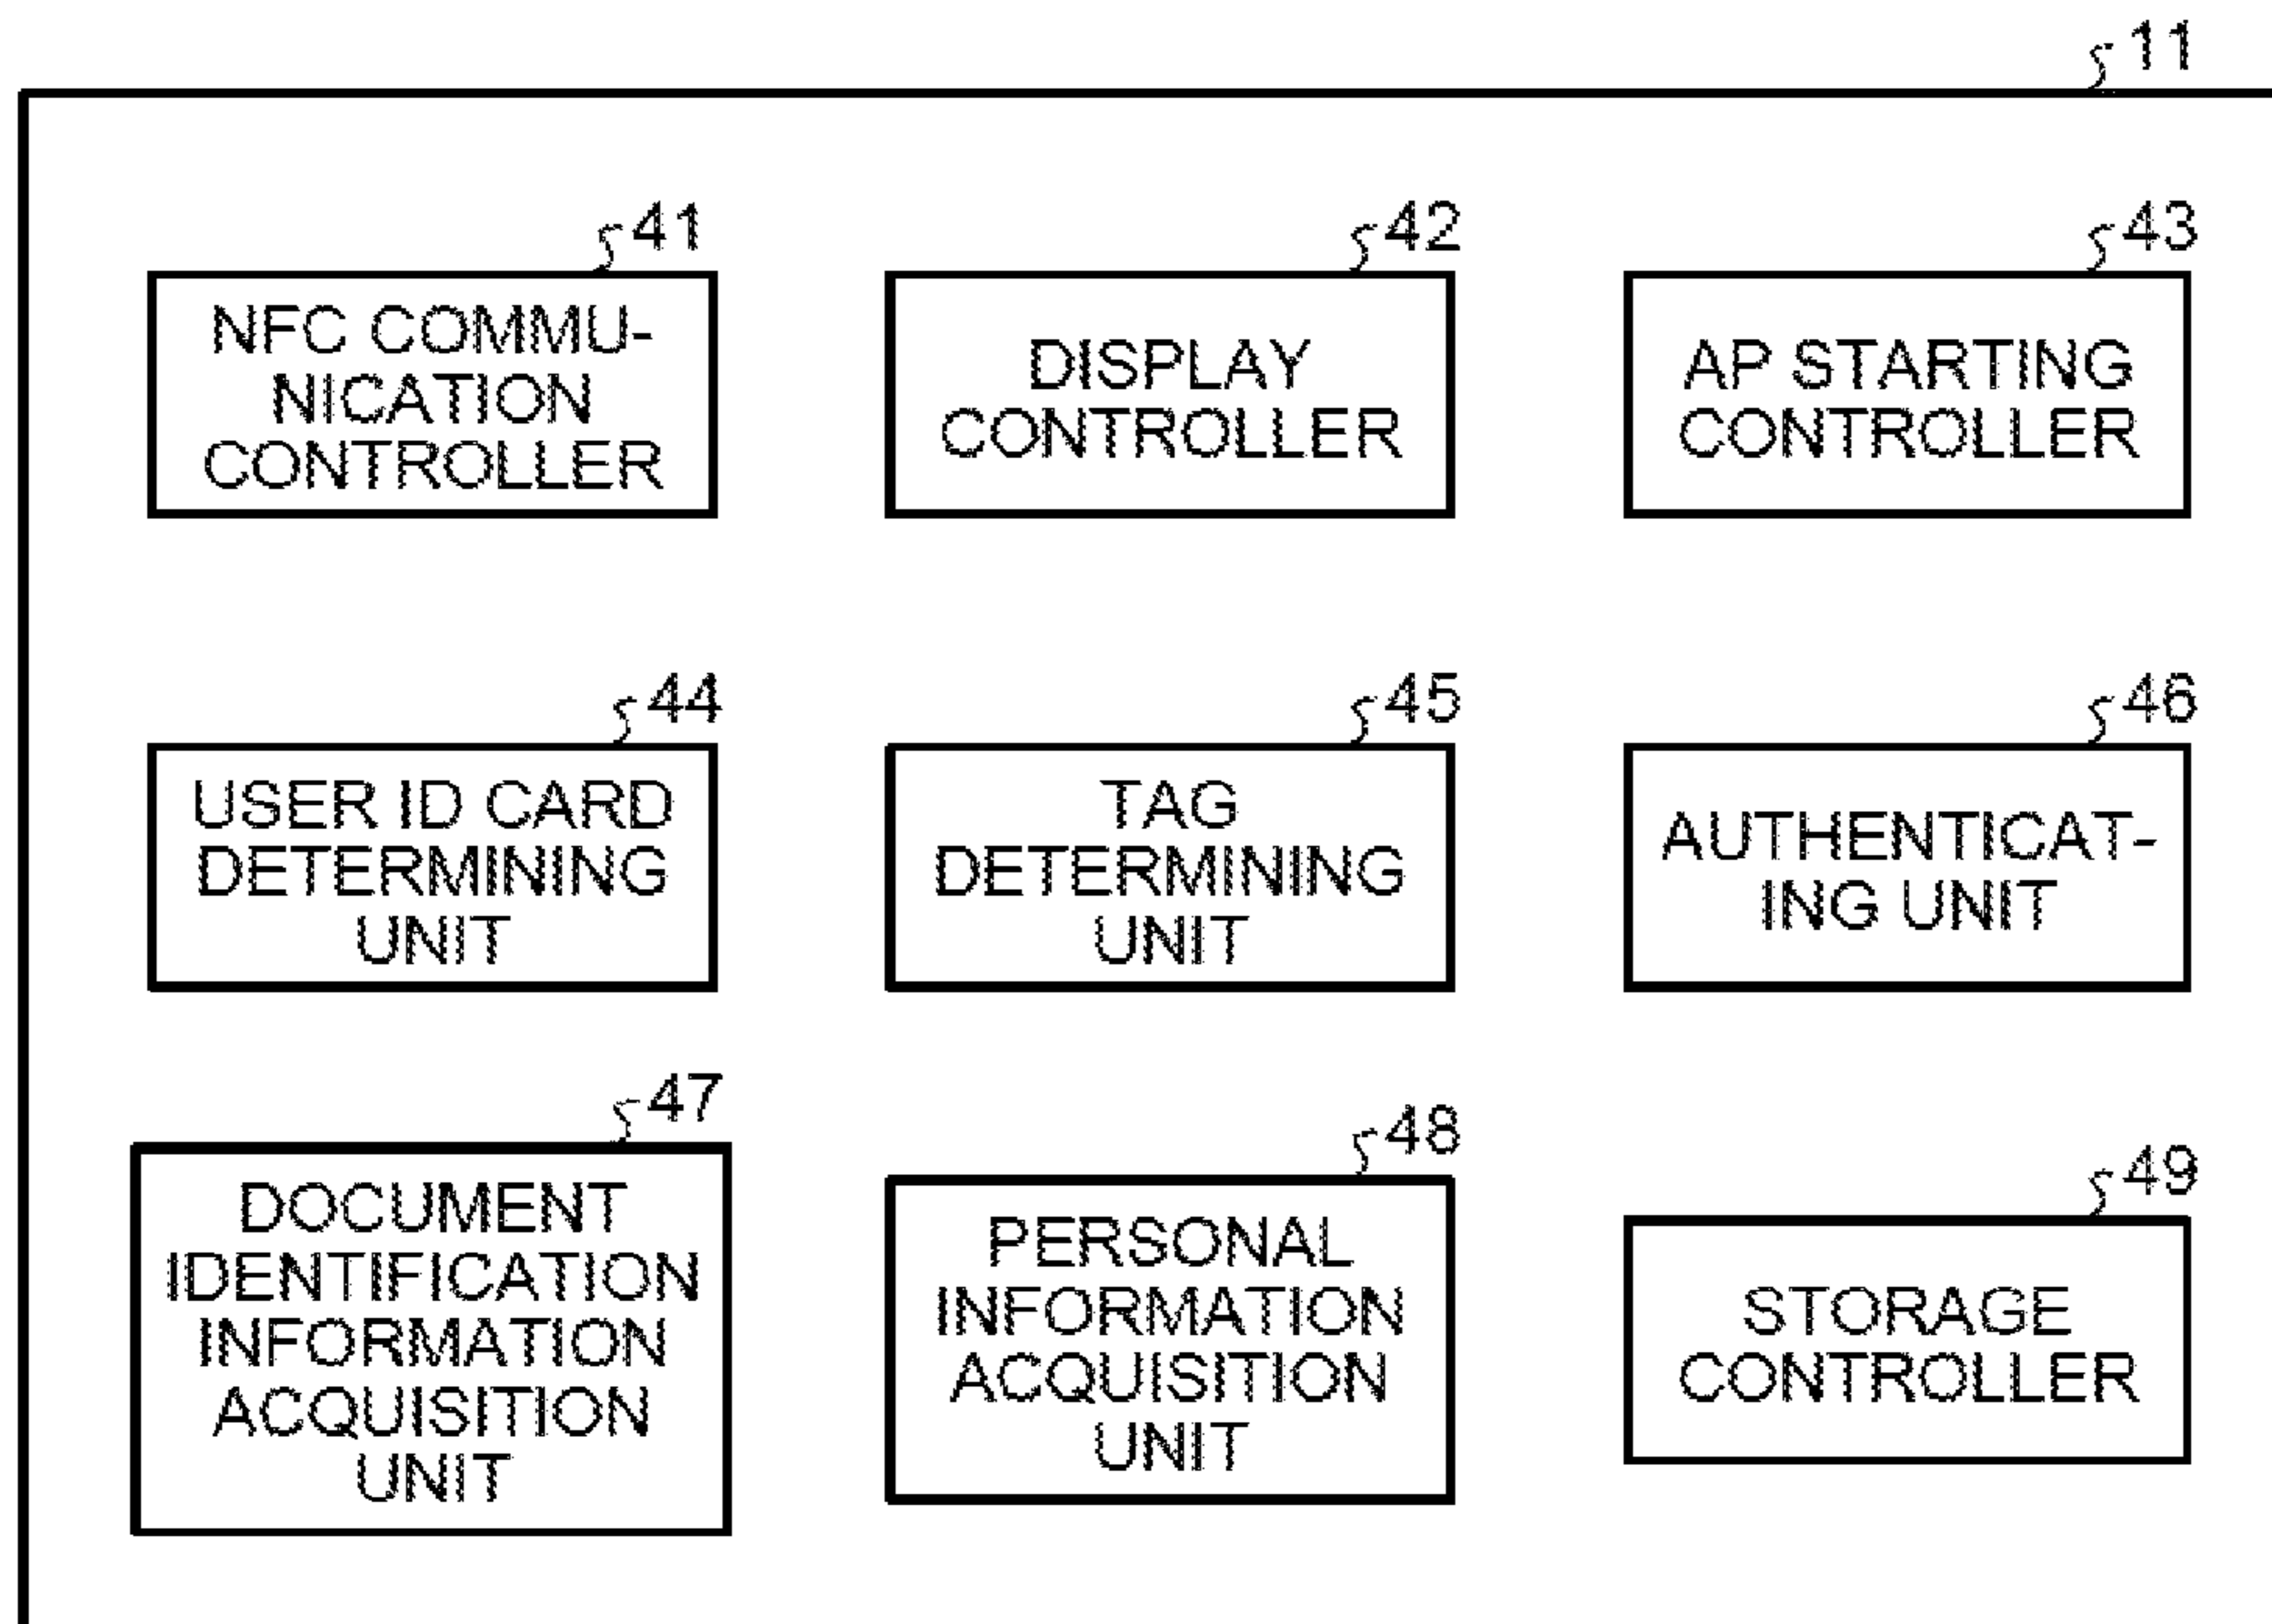 11
41
NFC COMMU-
NICATION
CONTROLLER
42
DISPLAY
CONTROLLER
43
AP STARTING
CONTROLLER
44
USER ID CARD
DETERMINING
UNIT
45
TAG
DETERMINING
UNIT
46
AUTHENTICAT-
ING UNIT
47
DOCUMENT
IDENTIFICATION
INFORMATION
ACQUISITION
UNIT
48
PERSONAL
INFORMATION
ACQUISITION
UNIT
49
STORAGE
CONTROLLER